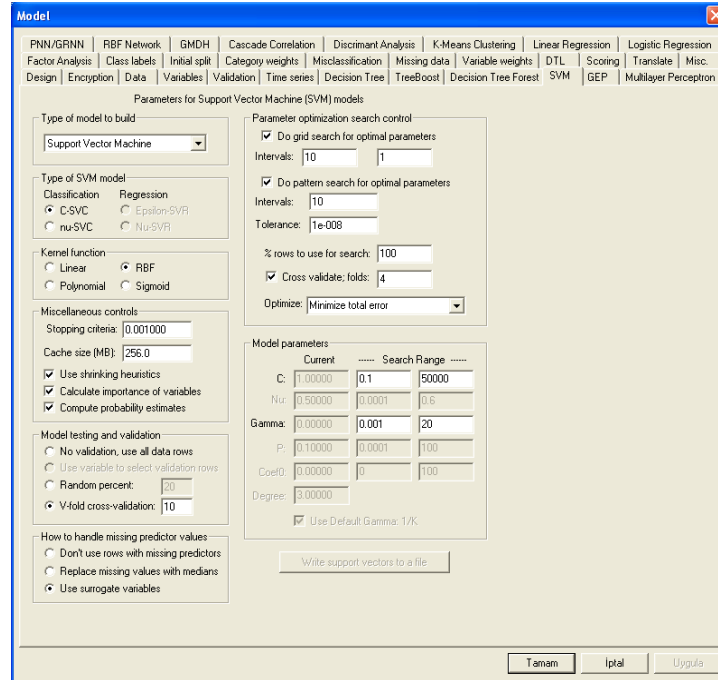 Model
PNN/GRNN RBF Network GMDH Cascade Correlation Discrimant Analysis K-Means Clustering Linear Regression Logistic Regression
Factor Analysis Class labels Initial split Category weights Misclassification Missing data Variable weights DTL Scoring Translate Misc.
Design Encryption Data Variables Validation Time series Decision Tree TreeBoost Decision Tree Forest SVM GEP Multilayer Perceptron
Parameters for Support Vector Machine (SVM) models
Type of model to build
Support Vector Machine
Type of SVM model
Classification Regression
C-SVC Epsilon-SVR
nu-SVC Nu-SVR
Kernel function
Linear RBF
Polynomial Sigmoid
Miscellaneous controls
Stopping criteria: 0.001000
Cache size (MB): 256.0
Use shrinking heuristics
Calculate importance of variables
Compute probability estimates
Model testing and validation
No validation, use all data rows
Use variable to select validation rows
Random percent: 20
V-fold cross-validation: 10
How to handle missing predictor values
Don't use rows with missing predictors
Replace missing values with medians
Use surrogate variables
Parameter optimization search control
Do grid search for optimal parameters
Intervals: 10 1
Do pattern search for optimal parameters
Intervals: 10
Tolerance: 1e-008
% rows to use for search: 100
Cross validate; folds: 4
Optimize: Minimize total error
Model parameters
Current ------ Search Range ------
C: 1.00000 0.1 50000
Nu: 0.50000 0.0001 0.6
Gamma: 0.00000 0.001 20
P: 0.10000 0.0001 100
Coef0: 0.00000 0 100
Degree: 3.00000
Use Default Gamma: 1/K
Write support vectors to a file
Tamam İptal Uygula